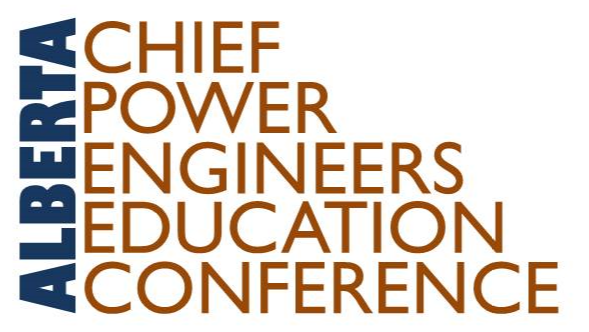 ALBERTA
CHIEF
POWER
ENGINEERS
EDUCATION
CONFERENCE